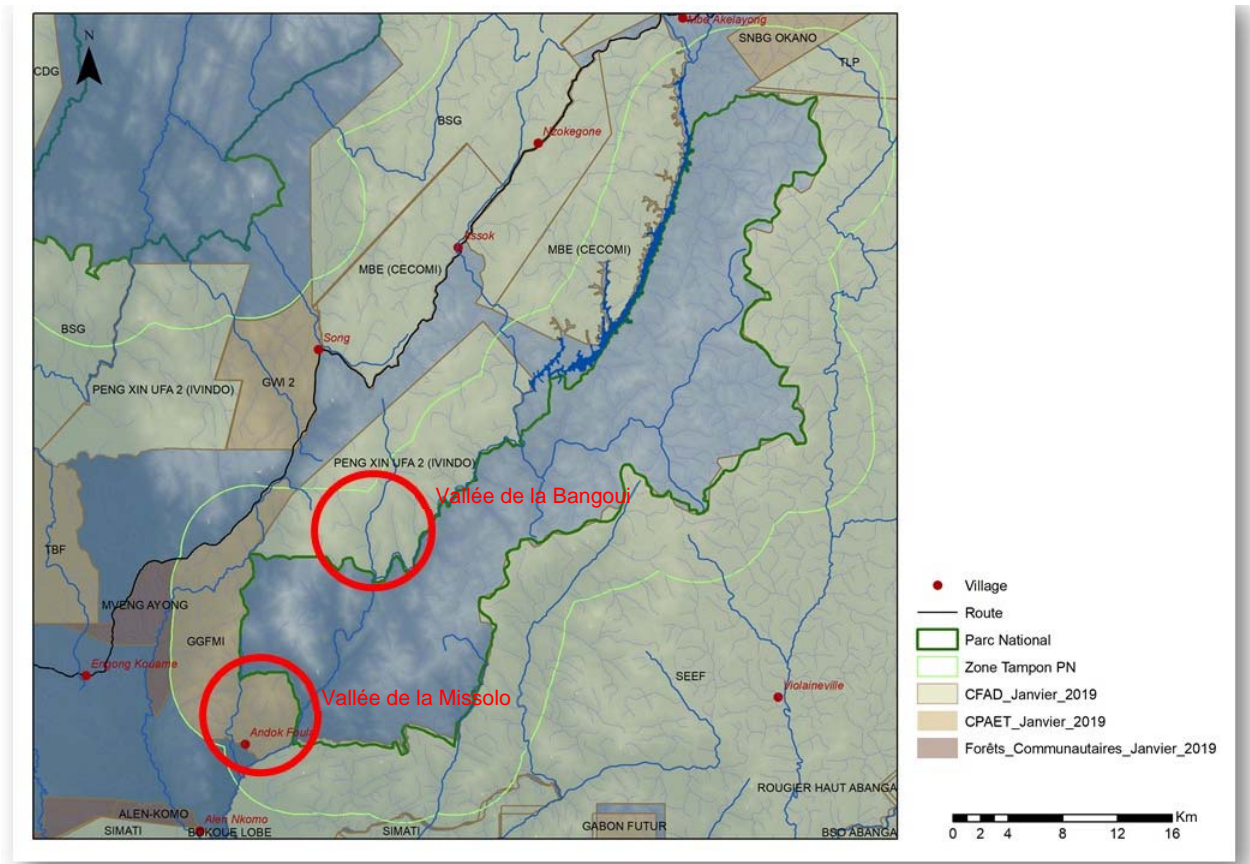 N
Mbe Akelayong
SNBG OKANO
CDG
TLP
BSG
Nzokegone
Assok
MBE (CECOMI)
MBE (CECOMI)
BSG
Song
GWI 2
PENG XIN UFA 2 (IVINDO)
PENG XIN UFA 2 (IVINDO)
Vallée de la Bangoui
TBF
MVENG AYONG
GGFMI
Engong Kouame
SEEF
Violaineville
Vallée de la Missolo
Andok Foula
ROUGIER HAUT ABANGA
ALEN-KOMO
Alen Nkomo
SIMATI
BOKOUE LOBE
SIMATI
GABON FUTUR
BSO ABANGA
Village
Route
Parc National
Zone Tampon PN
CFAD_Janvier_2019
CPAET_Janvier_2019
Forêts_Communautaires_Janvier_2019
Km
0 2 4 8 12 16